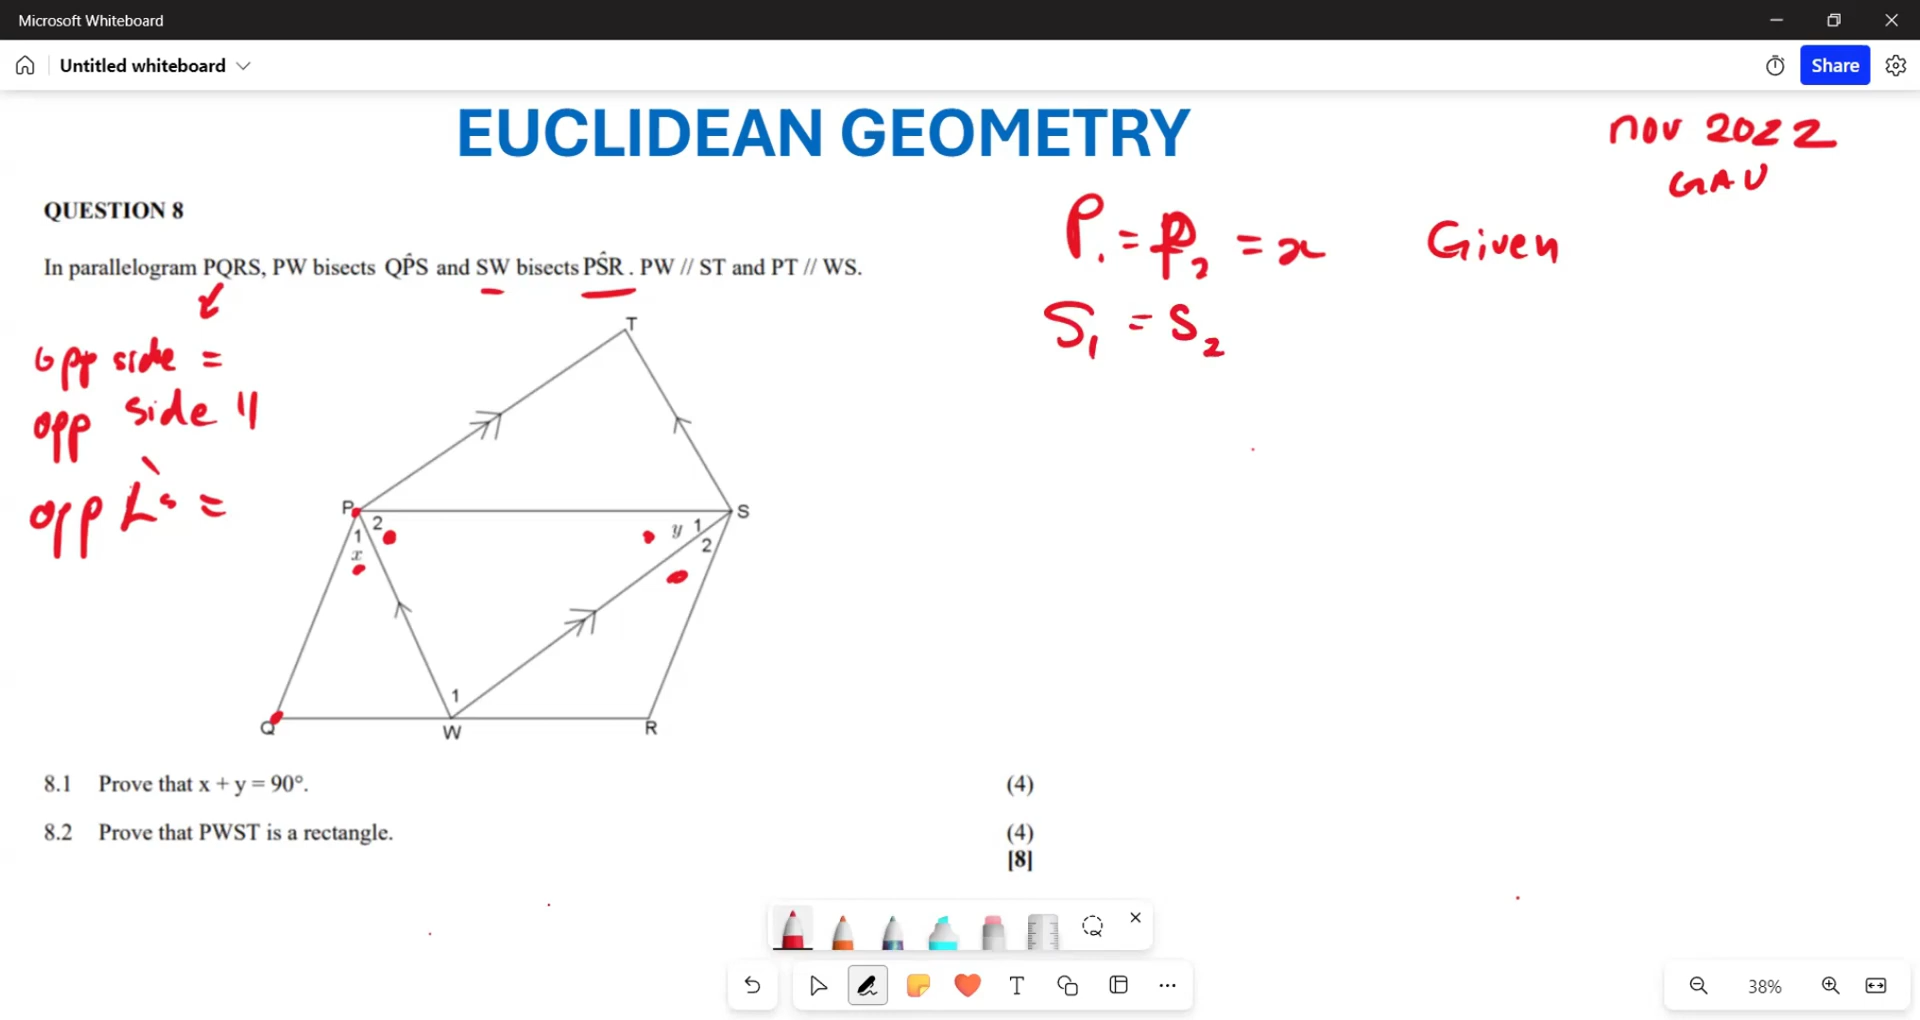 Microsoft Whiteboard
Untitled whiteboard
Share
EUCLIDEAN GEOMETRY
nov 2022
GAU
QUESTION 8
In parallelogram PQRS, PW bisects QP̂S and SW bisects PŜR . PW // ST and PT // WS.
P₁ = P₂ = x Given
S₁ = S₂
opp side =
opp side //
opp ∠s =
T
P
2
1
x
y
1
2
S
1
Q
W
R
8.1 Prove that x + y = 90°. (4)
8.2 Prove that PWST is a rectangle. (4)
[8]
38%